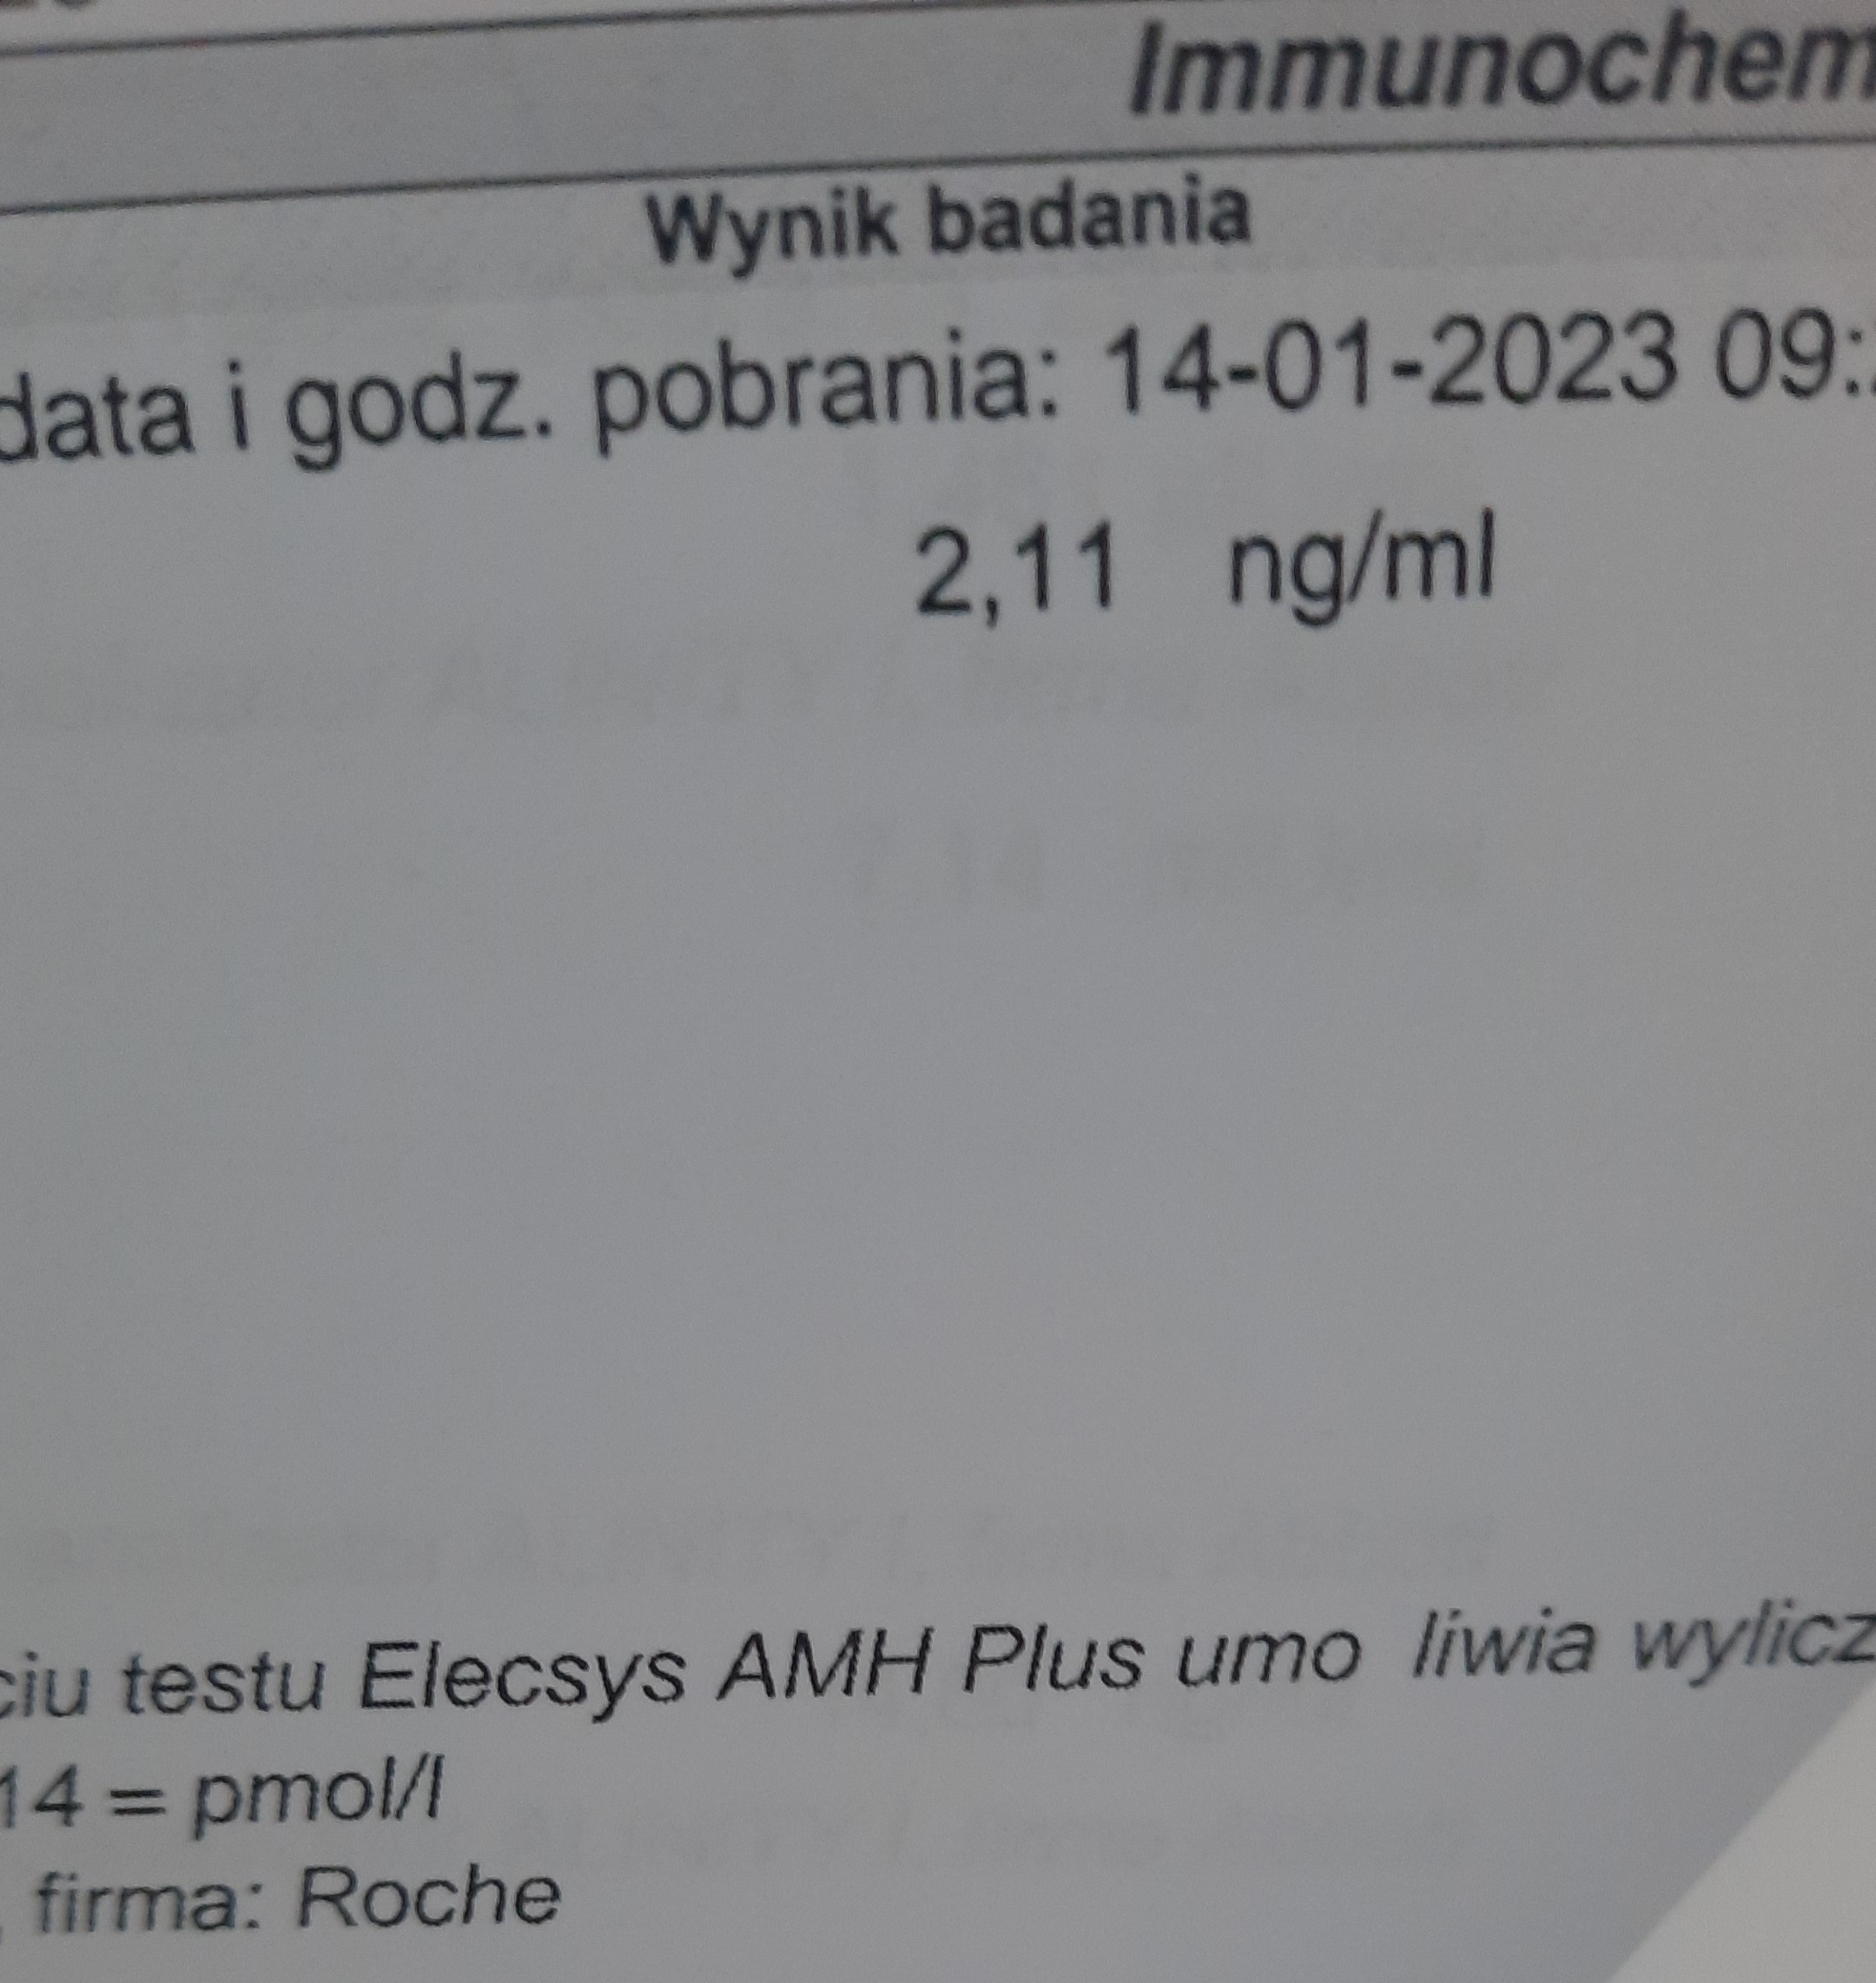 Immunochem
Wynik badania
data i godz. pobrania: 14-01-2023 09:
2,11 ng/ml
ciu testu Elecsys AMH Plus umo liwia wylicz
14 = pmol/l
firma: Roche